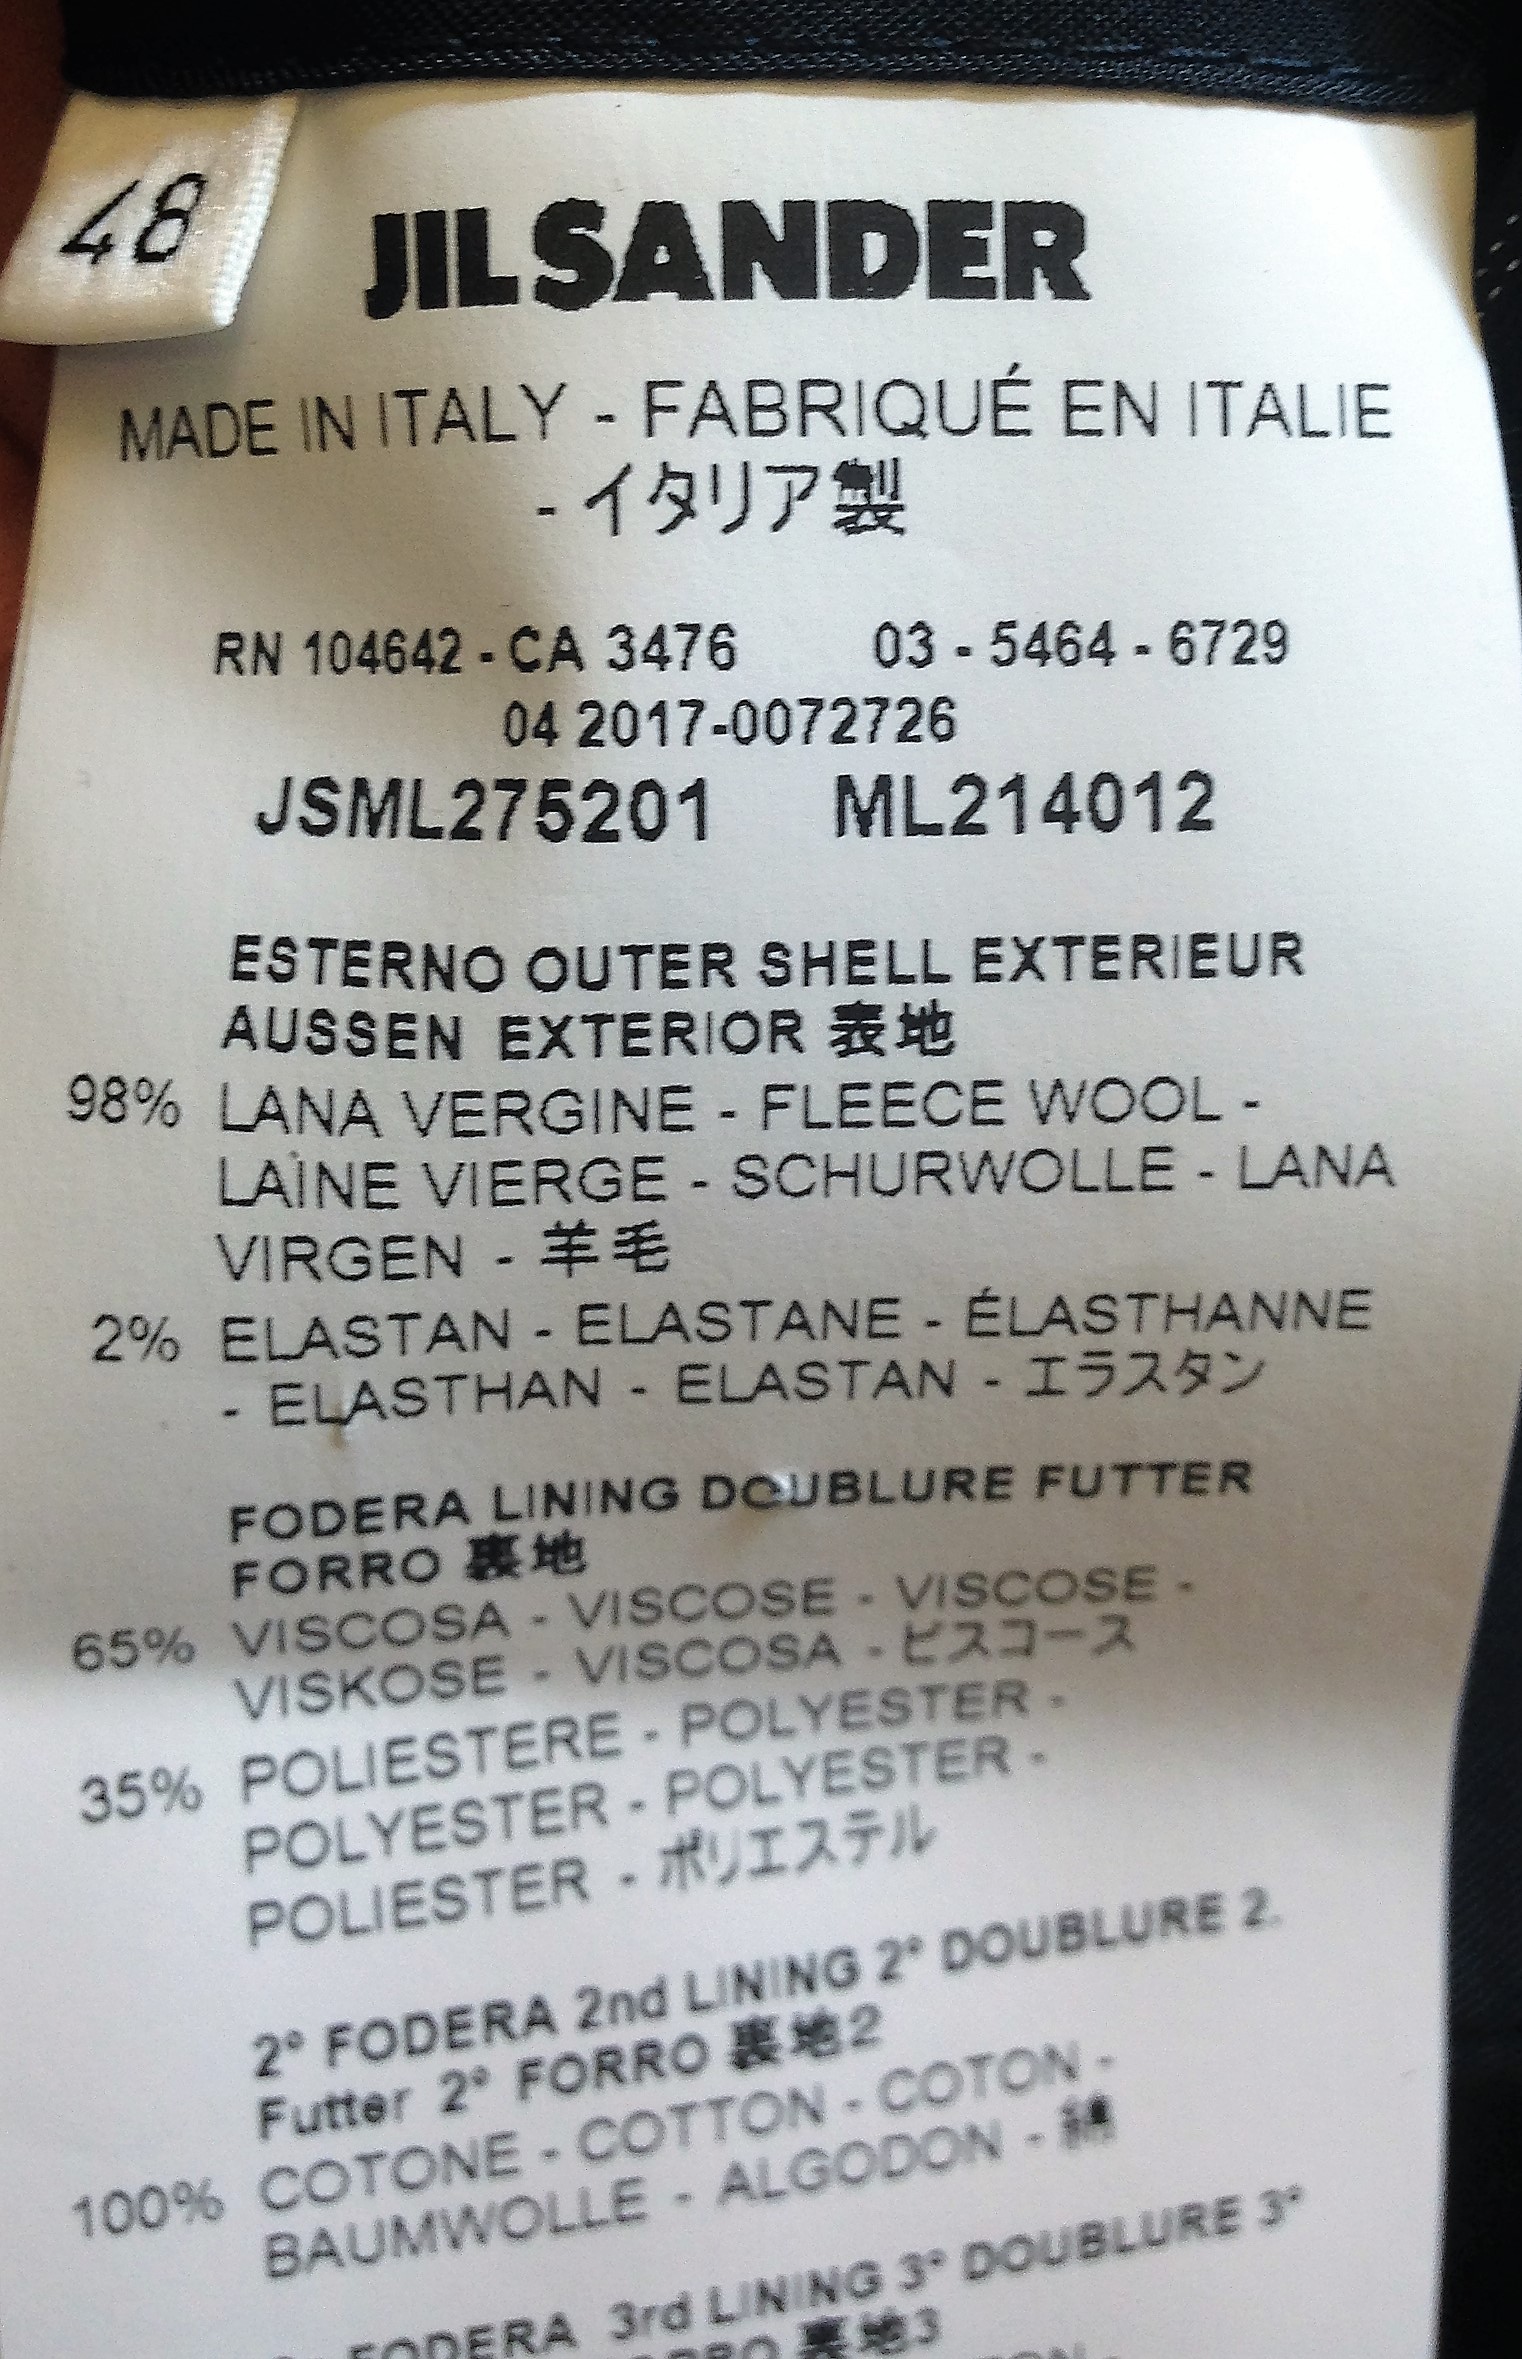 48
JIL SANDER
MADE IN ITALY - FABRIQUÉ EN ITALIE
- イタリア製
RN 104642 - CA 3476 03 - 5464 - 6729
04 2017-0072726
JSML275201 ML214012
ESTERNO OUTER SHELL EXTERIEUR
AUSSEN EXTERIOR 表地
98% LANA VERGINE - FLEECE WOOL -
LAINE VIERGE - SCHURWOLLE - LANA
VIRGEN - 羊毛
2% ELASTAN - ELASTANE - ÉLASTHANNE
- ELASTHAN - ELASTAN - エラスタン
FODERA LINING DOUBLURE FUTTER
FORRO 裏地
65% VISCOSA - VISCOSE - VISCOSE -
VISKOSE - VISCOSA - ビスコース
35% POLIESTERE - POLYESTER -
POLYESTER - POLYESTER -
POLIESTER - ポリエステル
2° FODERA 2nd LINING 2° DOUBLURE 2.
Futter 2° FORRO 裏地2
100% COTONE - COTTON - COTON -
BAUMWOLLE - ALGODON - 綿
FODERA 3rd LINING 3° DOUBLURE 3°
裏地3